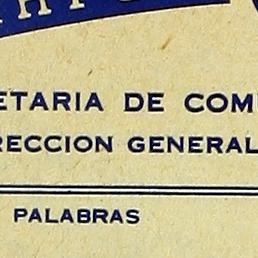 ETARIA DE COM
RECCION GENERAL
PALABRAS